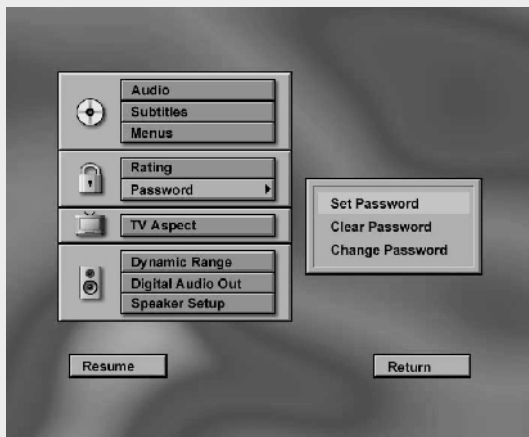 Audio
Subtitles
Menus
Rating
Password
TV Aspect
Dynamic Range
Digital Audio Out
Speaker Setup
Set Password
Clear Password
Change Password
Resume
Return